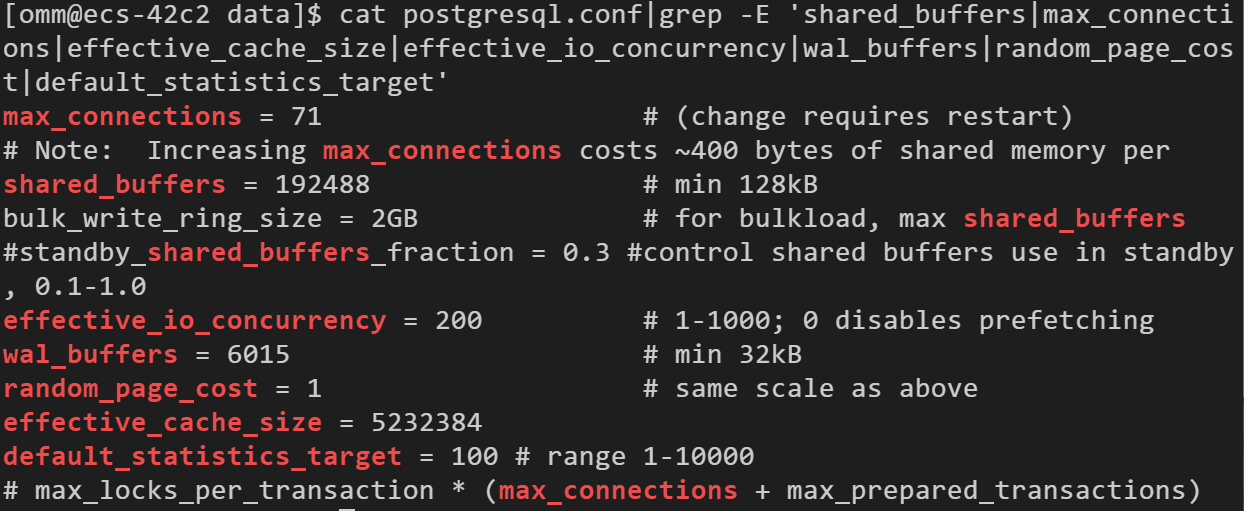 [omm@ecs-42c2 data]$ cat postgresql.conf|grep -E 'shared_buffers|max_connecti
ons|effective_cache_size|effective_io_concurrency|wal_buffers|random_page_cos
t|default_statistics_target'
max_connections = 71                    # (change requires restart)
# Note:  Increasing max_connections costs ~400 bytes of shared memory per
shared_buffers = 192488                 # min 128kB
bulk_write_ring_size = 2GB              # for bulkload, max shared_buffers
#standby_shared_buffers_fraction = 0.3 #control shared buffers use in standby
, 0.1-1.0
effective_io_concurrency = 200          # 1-1000; 0 disables prefetching
wal_buffers = 6015                      # min 32kB
random_page_cost = 1                    # same scale as above
effective_cache_size = 5232384
default_statistics_target = 100 # range 1-10000
# max_locks_per_transaction * (max_connections + max_prepared_transactions)